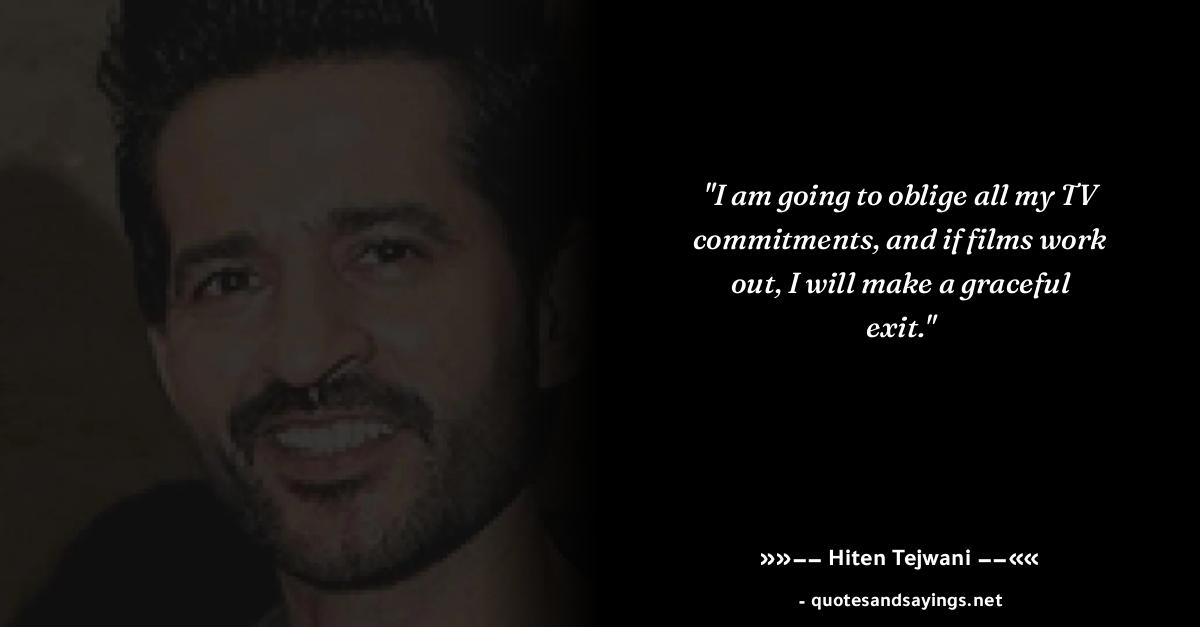 "I am going to oblige all my TV
commitments, and if films work
out, I will make a graceful
exit."
»»−− Hiten Tejwani −−««
- quotesandsayings.net